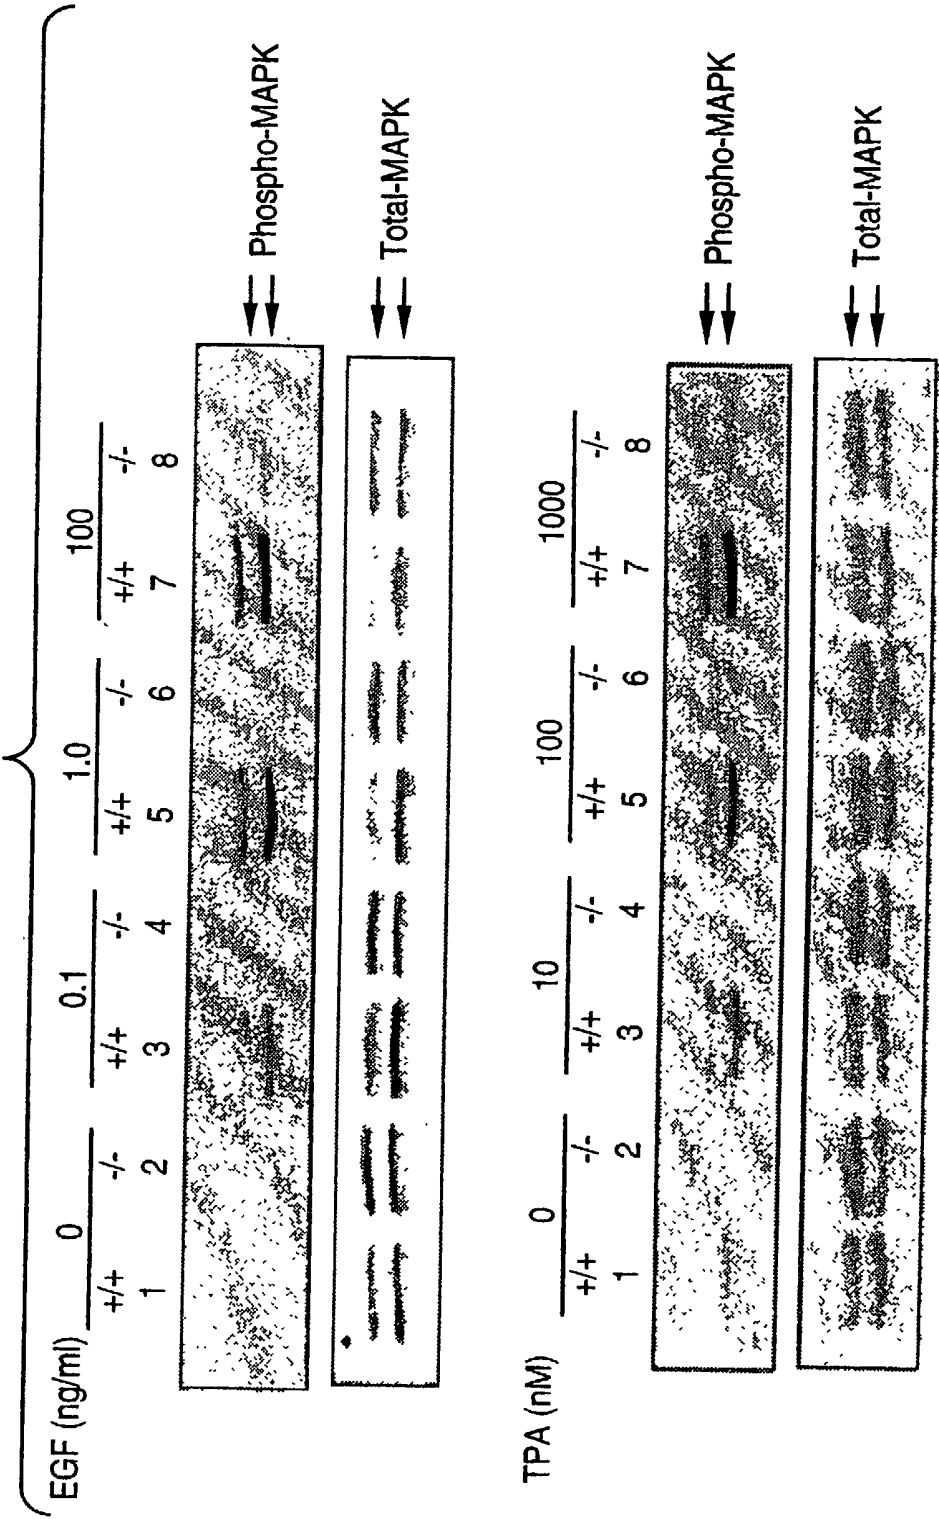 EGF (ng/ml) 0 0.1 1.0 100
+/+ -/- +/+ -/- +/+ -/- +/+ -/-
1 2 3 4 5 6 7 8
Phospho-MAPK
Total-MAPK
TPA (nM) 0 10 100 1000
+/+ -/- +/+ -/- +/+ -/- +/+ -/-
1 2 3 4 5 6 7 8
Phospho-MAPK
Total-MAPK